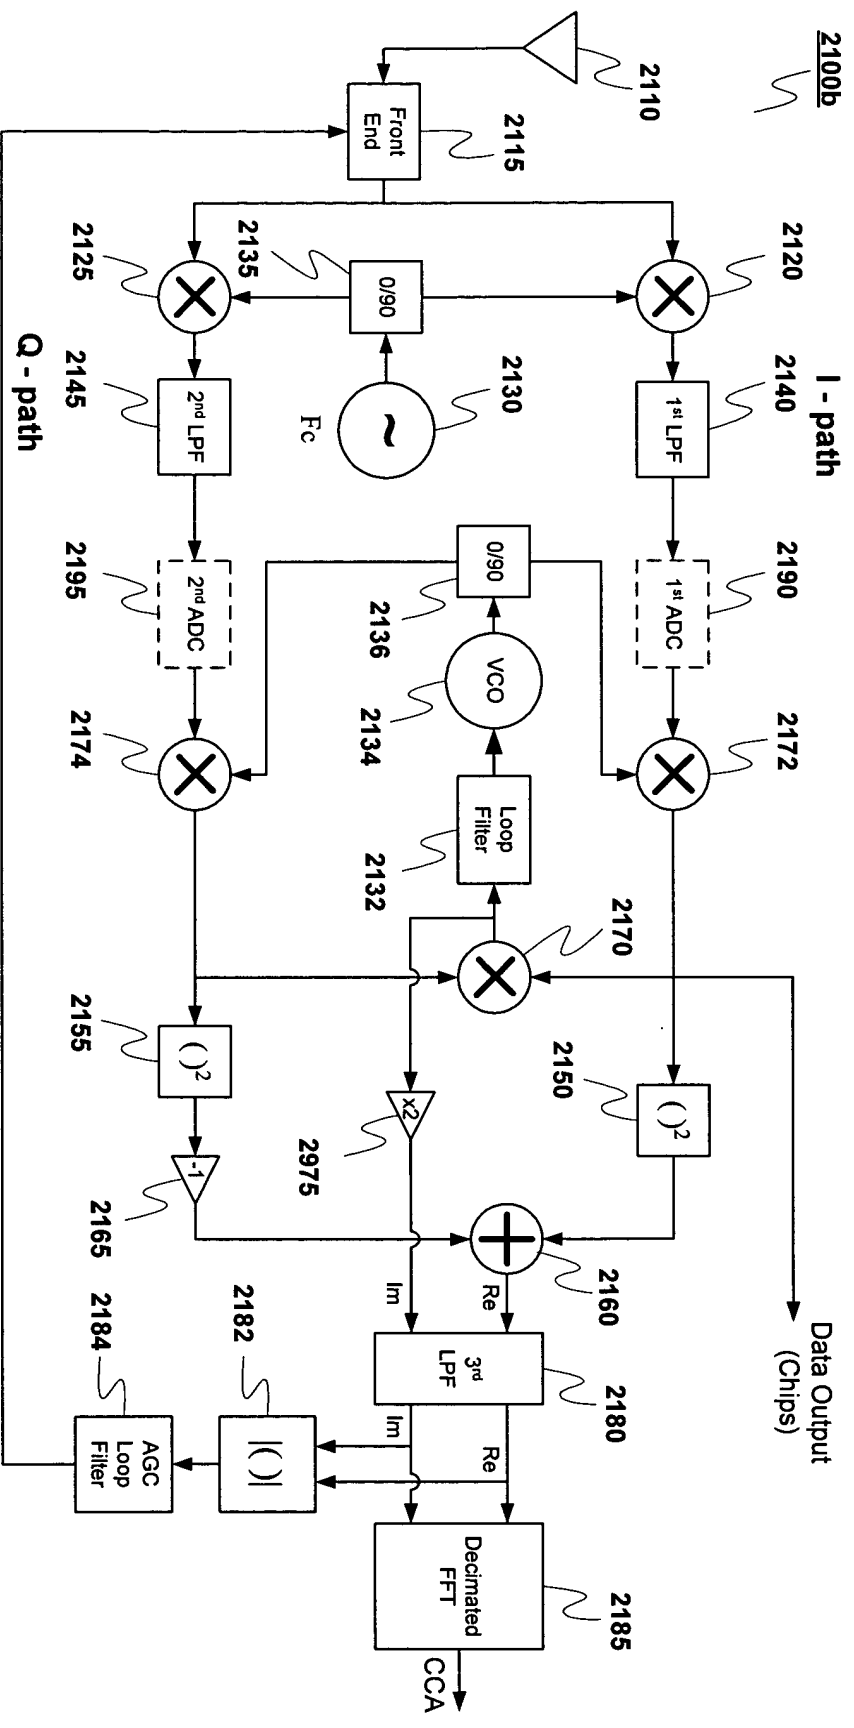 2100b
2110
Front
End
2115
2120
2125
2135
0/90
2130
~
Fc
I - path
Q - path
2140
1st LPF
2145
2nd LPF
2190
1st ADC
2195
2nd ADC
0/90
2136
VCO
2134
2172
2174
Loop
Filter
2132
2170
2150
( )2
2155
( )2
x2
2975
-1
2165
2160
Re
Im
Data Output
(Chips)
3rd
LPF
2180
Re
Im
2182
|( )|
2184
AGC
Loop
Filter
Decimated
FFT
2185
CCA